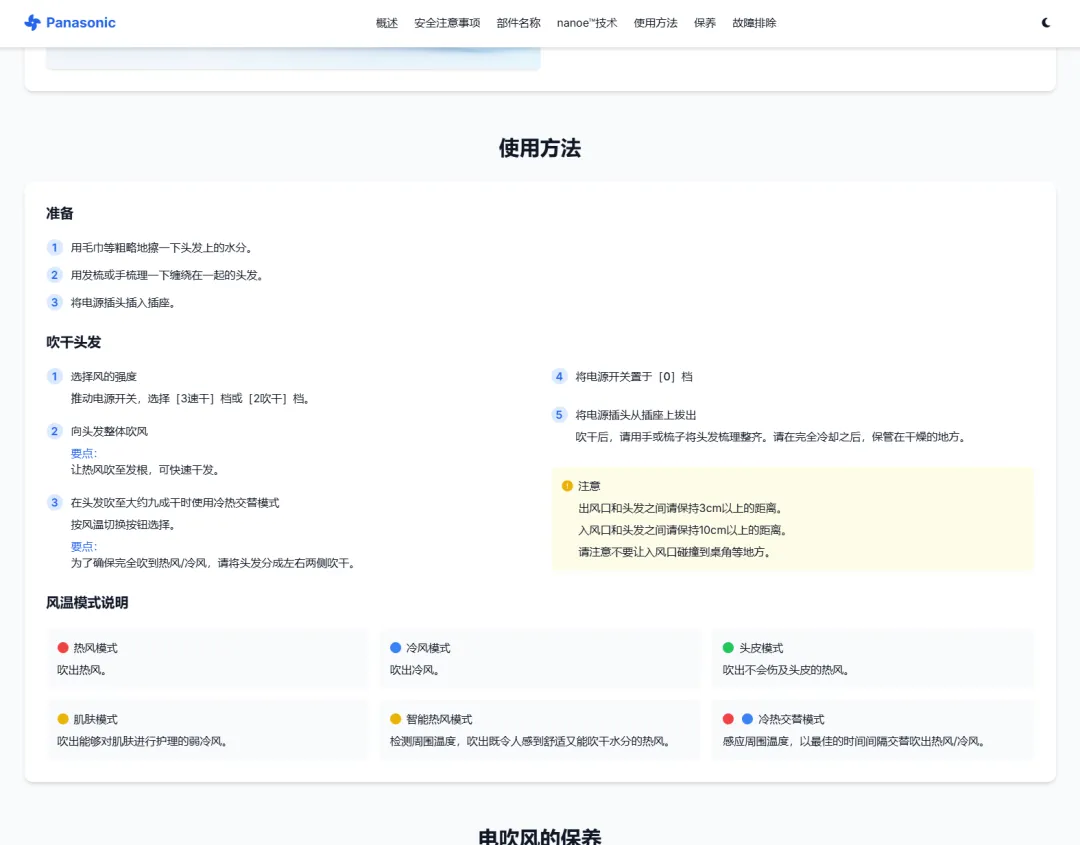 Panasonic
概述 安全注意事项 部件名称 nanoe™技术 使用方法 保养 故障排除
使用方法
准备
1 用毛巾等粗略地擦一下头发上的水分。
2 用发梳或手梳理一下缠绕在一起的头发。
3 将电源插头插入插座。
吹干头发
1 选择风的强度
推动电源开关，选择［3速干］档或［2吹干］档。
2 向头发整体吹风
要点：
让热风吹至发根，可快速干发。
3 在头发吹至大约九成干时使用冷热交替模式
按风温切换按钮选择。
要点：
为了确保完全吹到热风/冷风，请将头发分成左右两侧吹干。
4 将电源开关置于［0］档
5 将电源插头从插座上拔出
吹干后，请用手或梳子将头发梳理整齐。请在完全冷却之后，保管在干燥的地方。
注意
出风口和头发之间请保持3cm以上的距离。
入风口和头发之间请保持10cm以上的距离。
请注意不要让入风口碰撞到桌角等地方。
风温模式说明
热风模式
吹出热风。
冷风模式
吹出冷风。
头皮模式
吹出不会伤及头皮的热风。
肌肤模式
吹出能够对肌肤进行护理的弱冷风。
智能热风模式
检测周围温度，吹出既令人感到舒适又能吹干水分的热风。
冷热交替模式
感应周围温度，以最佳的时间间隔交替吹出热风/冷风。
电吹风的保养